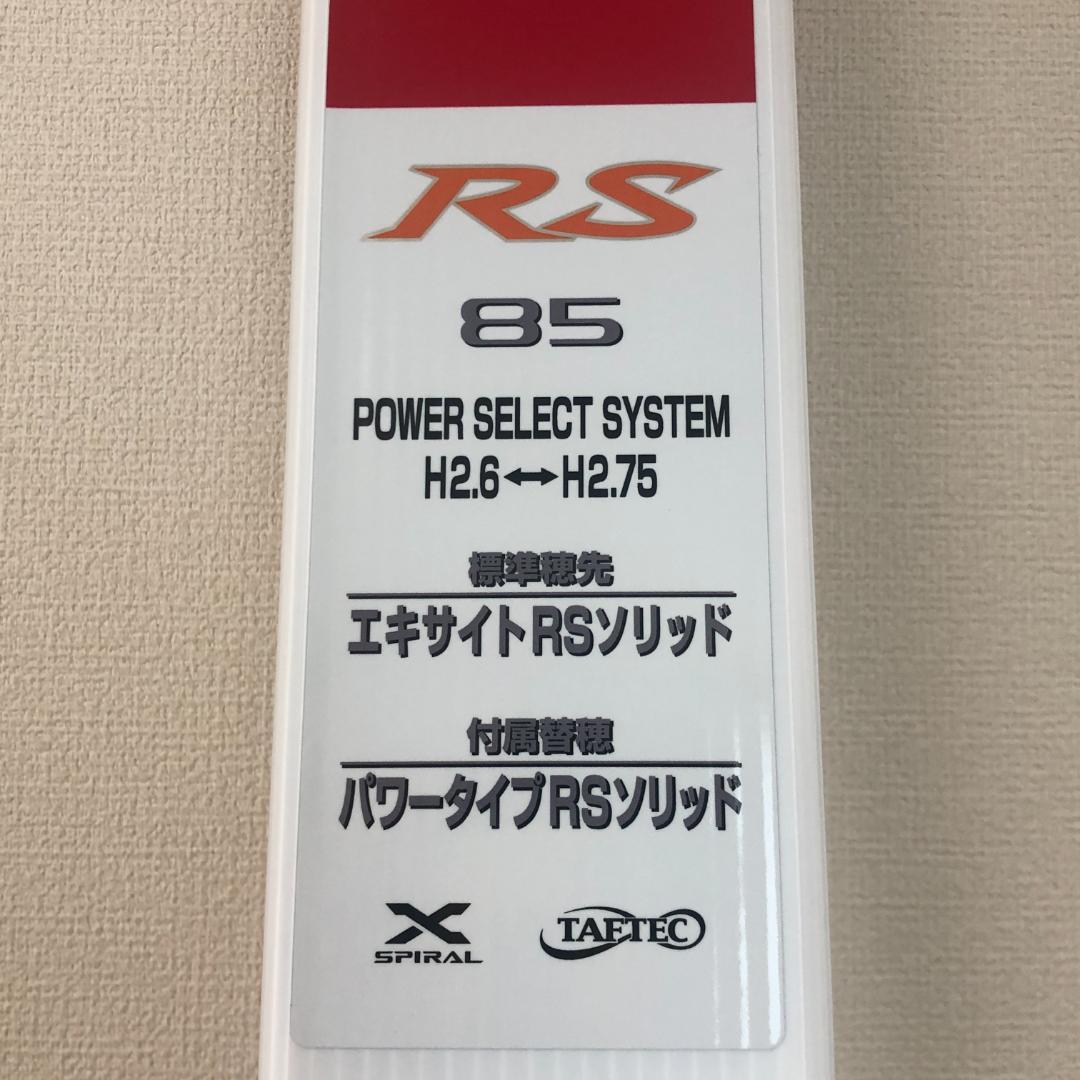 RS
85
POWER SELECT SYSTEM
H2.6↔H2.75
標準穂先
エキサイトRSソリッド
付属替穂
パワータイプRSソリッド
X
SPIRAL
TAFTEC